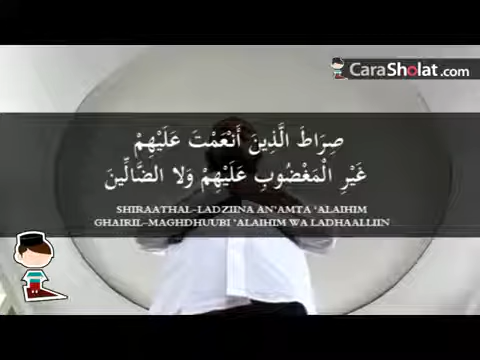 CaraSholat.com
صِرَاطَ الَّذِينَ أَنْعَمْتَ عَلَيْهِمْ
غَيْرِ الْمَغْضُوبِ عَلَيْهِمْ وَلا الضَّالِّينَ
SHIRAATHAL-LADZIINA AN'AMTA 'ALAIHIM
GHAIRIL-MAGHDHUUBI 'ALAIHIM WA LADHAALLIIN